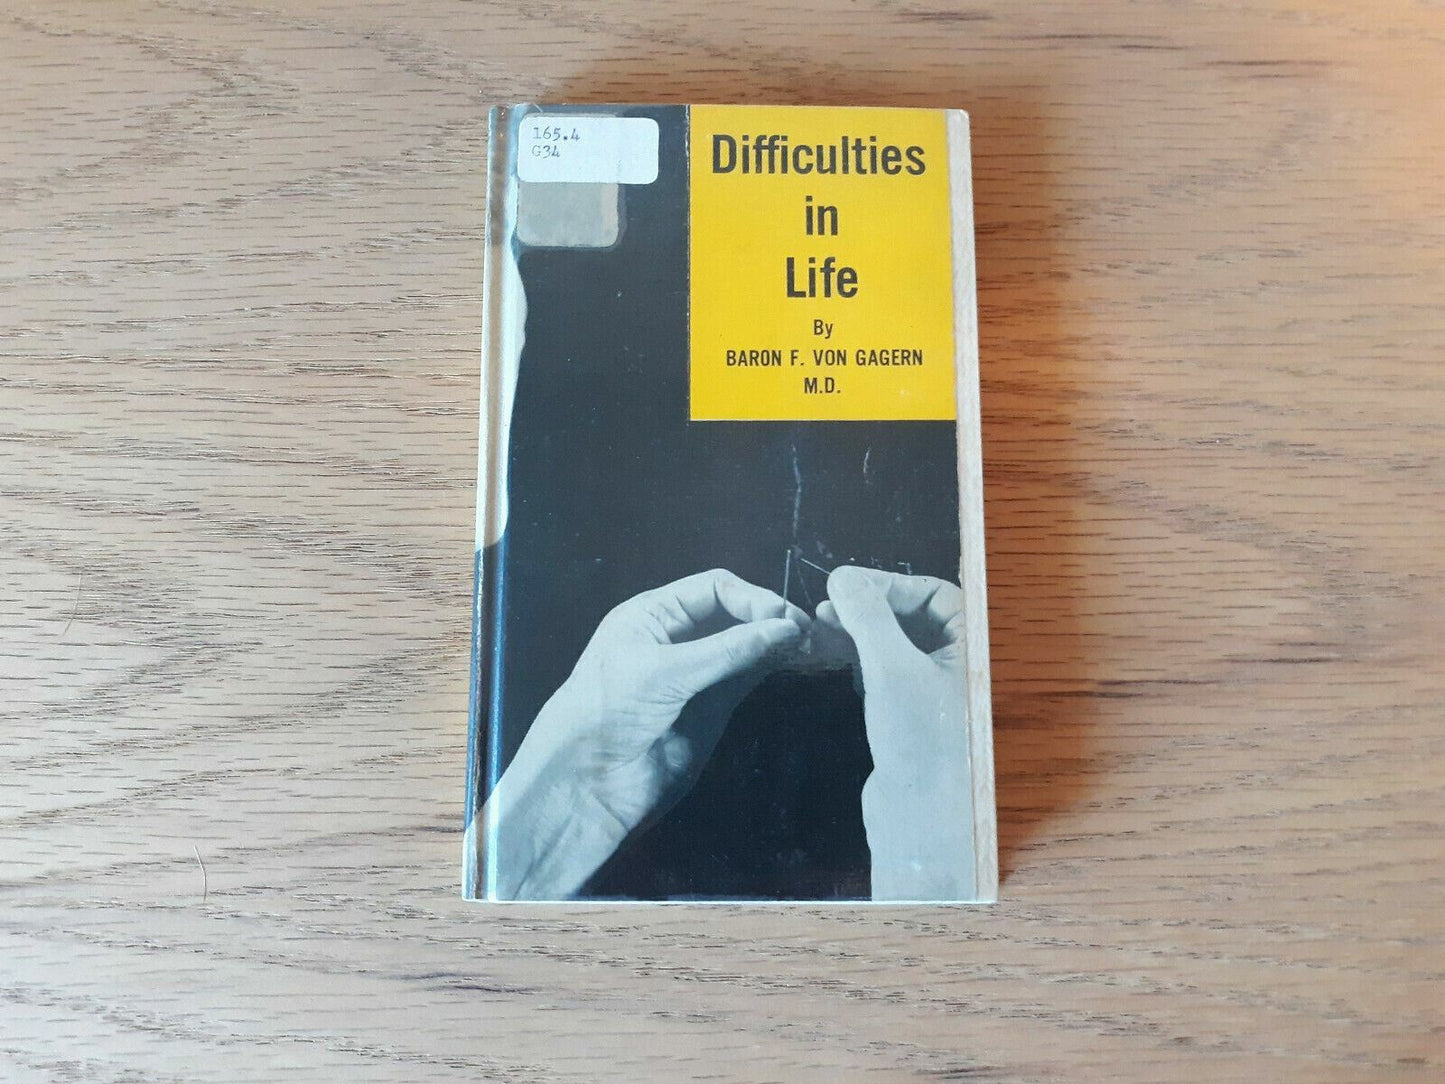 165.4
G34
Difficulties
in
Life
By
BARON F. VON GAGERN
M.D.